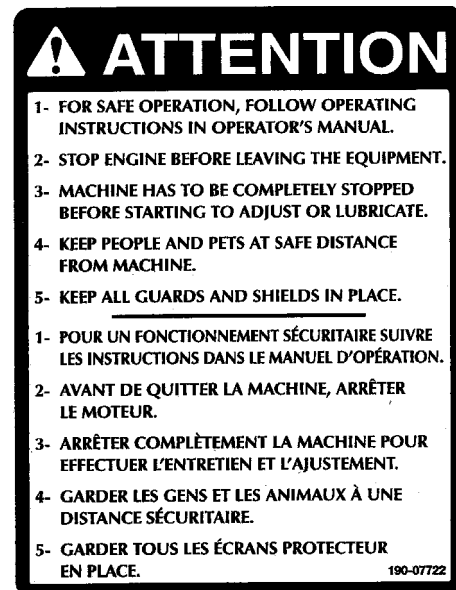 ATTENTION
1- FOR SAFE OPERATION, FOLLOW OPERATING
INSTRUCTIONS IN OPERATOR'S MANUAL.
2- STOP ENGINE BEFORE LEAVING THE EQUIPMENT.
3- MACHINE HAS TO BE COMPLETELY STOPPED
BEFORE STARTING TO ADJUST OR LUBRICATE.
4- KEEP PEOPLE AND PETS AT SAFE DISTANCE
FROM MACHINE.
5- KEEP ALL GUARDS AND SHIELDS IN PLACE.
1- POUR UN FONCTIONNEMENT SÉCURITAIRE SUIVRE
LES INSTRUCTIONS DANS LE MANUEL D'OPÉRATION.
2- AVANT DE QUITTER LA MACHINE, ARRÊTER
LE MOTEUR.
3- ARRÊTER COMPLÈTEMENT LA MACHINE POUR
EFFECTUER L'ENTRETIEN ET L'AJUSTEMENT.
4- GARDER LES GENS ET LES ANIMAUX À UNE
DISTANCE SÉCURITAIRE.
5- GARDER TOUS LES ÉCRANS PROTECTEUR
EN PLACE. 190-07722